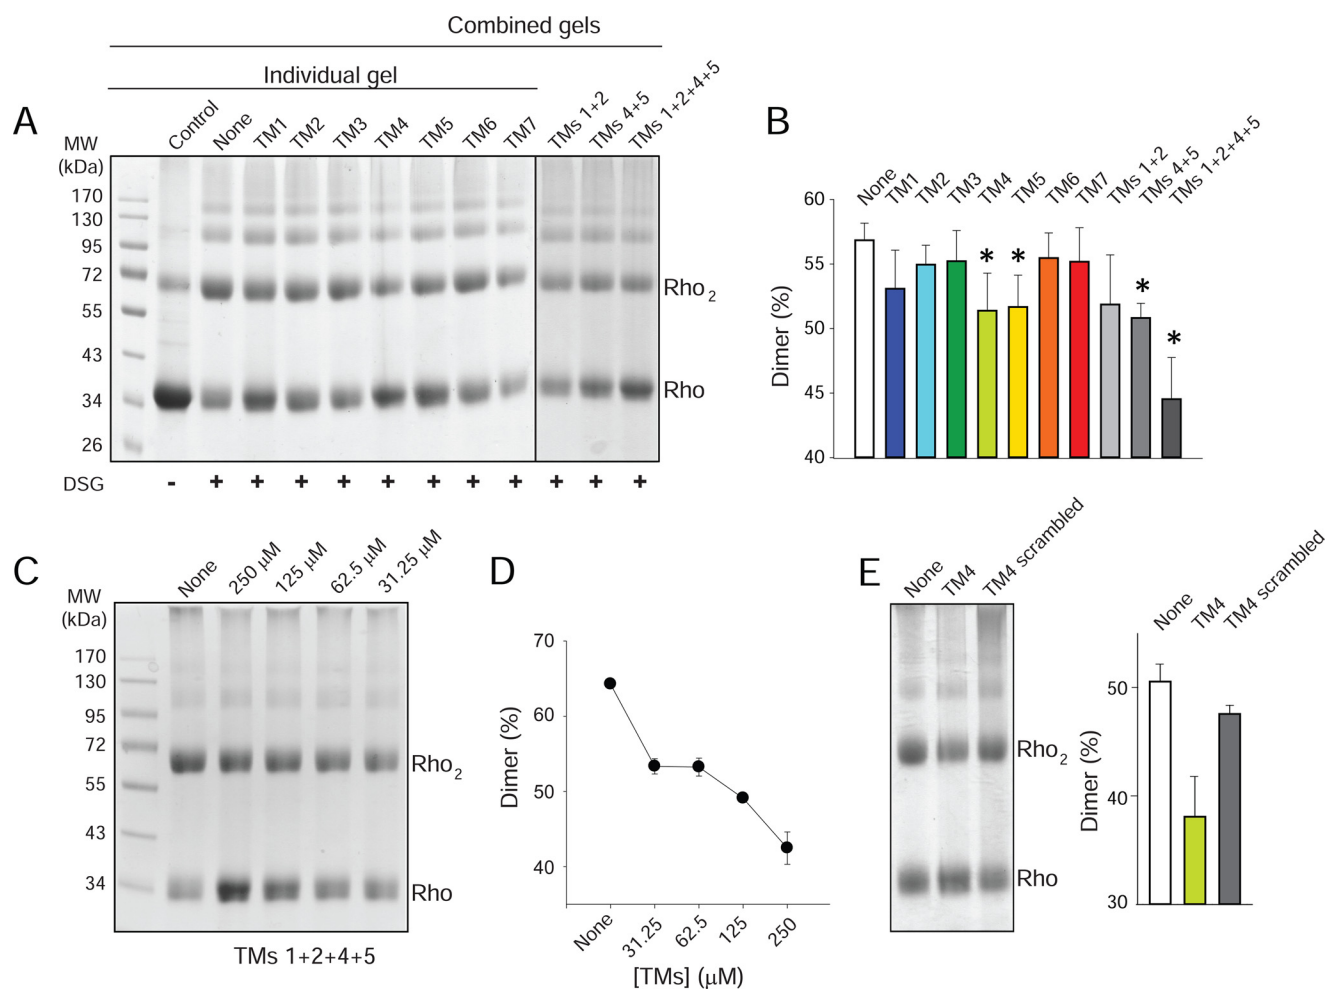 Combined gels
Individual gel
A
MW
(kDa)
Control
None
TM1
TM2
TM3
TM4
TM5
TM6
TM7
TMs 1+2
TMs 4+5
TMs 1+2+4+5
170
130
95
72
55
43
34
26
Rho2
Rho
DSG - + + + + + + + + + + +
B
None
TM1
TM2
TM3
TM4
TM5
TM6
TM7
TMs 1+2
TMs 4+5
TMs 1+2+4+5
Dimer (%)
60
55
50
45
40
* * * *
C
MW
(kDa)
None
250 µM
125 µM
62.5 µM
31.25 µM
170
130
95
72
55
43
34
Rho2
Rho
TMs 1+2+4+5
D
Dimer (%)
70
60
50
40
None
31.25
62.5
125
250
[TMs] (µM)
E
None
TM4
TM4 scrambled
Rho2
Rho
None
TM4
TM4 scrambled
Dimer (%)
50
40
30